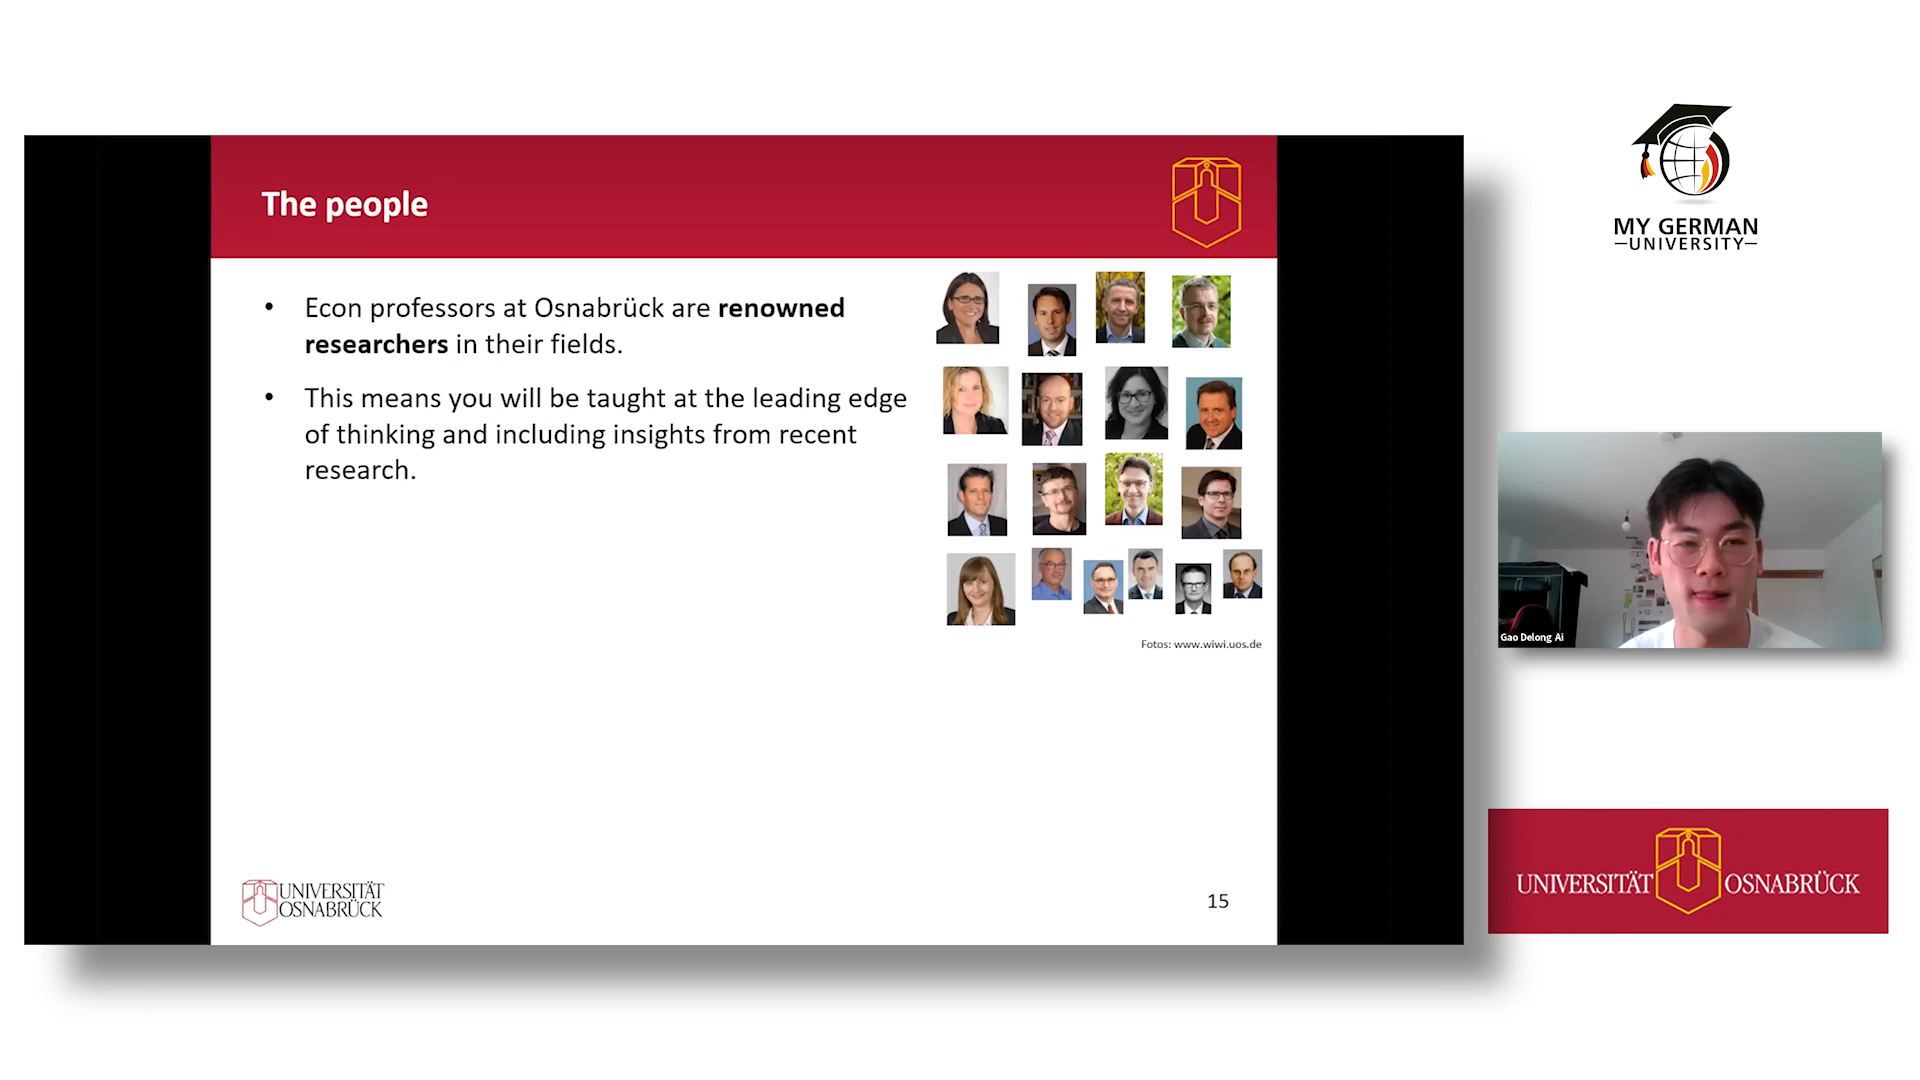 The people
• Econ professors at Osnabrück are renowned
researchers in their fields.
• This means you will be taught at the leading edge
of thinking and including insights from recent
research.
Fotos: www.wiwi.uos.de
UNIVERSITÄT
OSNABRÜCK
15
MY GERMAN
UNIVERSITY
Gao Delong Ai
UNIVERSITÄT OSNABRÜCK